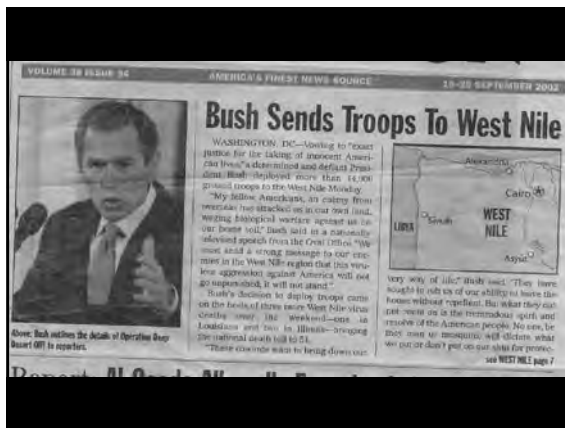 VOLUME 38 ISSUE 34
AMERICA'S FINEST NEWS SOURCE
19–25 SEPTEMBER 2002
Bush Sends Troops To West Nile
WASHINGTON, DC—Vowing to "exact
justice for the taking of innocent Ameri-
can lives," a determined and defiant Presi-
dent Bush deployed more than 14,000
ground troops to the West Nile Monday.
"My fellow Americans, an enemy from
overseas has attacked us in our own land,
waging biological warfare against us on
our home soil," Bush said in a nationally
televised speech from the Oval Office. "We
must send a strong message to our ene-
mies in the West Nile region that this viru-
lent aggression against America will not
go unpunished, it will not stand."
Bush's decision to deploy troops came
on the heels of three more West Nile virus
deaths over the weekend—one in
Louisiana and two in Illinois—bringing
the national death toll to 54.
"These cowards want to bring down our
Alexandria
Cairo
Siwah
WEST
NILE
LIBYA
Asyut
very way of life," Bush said. "They have
sought to rob us of our ability to leave the
house without repellent. But what they can-
not rob us is the tremendous spirit and
resolve of the American people. No one, be
they man or mosquito, will dictate what
we put or don't put on our skin for protec-
see WEST NILE page 7
Above: Bush outlines the details of Operation Deep
Desert OFF! to reporters.